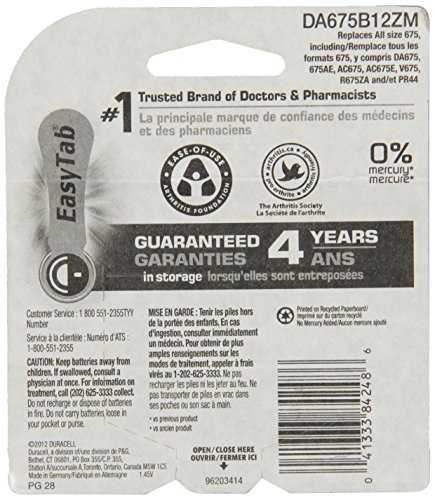 DA675B12ZM
Replaces All size 675,
including/Remplace tous les
formats 675, y compris DA675,
675AE, AC675, AC675E, V675,
R675ZA and/et PR44
#1 Trusted Brand of Doctors & Pharmacists
La principale marque de confiance des médecins
et des pharmaciens
EasyTab
EASE-OF-USE
ARTHRITIS FOUNDATION
arthritis.ca
The Arthritis Society
La Société de l'arthrite
0%
mercury*
mercure*
GUARANTEED 4 YEARS
GARANTIES ANS
in storage lorsqu'elles sont entreposées
Customer Service : 1 800 551-2355TYY
Number
Service à la clientèle : Numéro d'ATS :
1-800-551-2355
CAUTION: Keep batteries away from
children. If swallowed, consult a
physician at once. For information on
treatment, call (202) 625-3333 collect.
Do not recharge or dispose of batteries
in fire. Do not carry batteries, loose in
your pocket or purse.
©2012 DURACELL
Duracell, a division of/une division de P&G,
Bethel, CT 06801, PO Box 355/C.P. 355,
Station A/succursale A,Toronto, Ontario, Canada M5W 1C5
Made in Germany/Fabriqué en Allemagne 1.45V
PG 28
MISE EN GARDE : Tenir les piles hors
de la portée des enfants. En cas
d'ingestion, consulter immédiatement
un médecin. Pour obtenir de plus
amples renseignements sur les
modes de traitement, appeler à frais
virés au 1-202-625-3333. Ne pas
recharger les piles ni les jeter au feu. Ne
pas transporter de piles en vrac dans
ses poches ou son sac à main.
* vs previous product
* vs ancien produit
OPEN/CLOSE HERE
OUVRIR/FERMER ICI
96203414
Printed on Recycled Paperboard/
Imprimé sur du carton recyclé
No Mercury Added/Aucun mercure ajouté
0 41333 84248 6